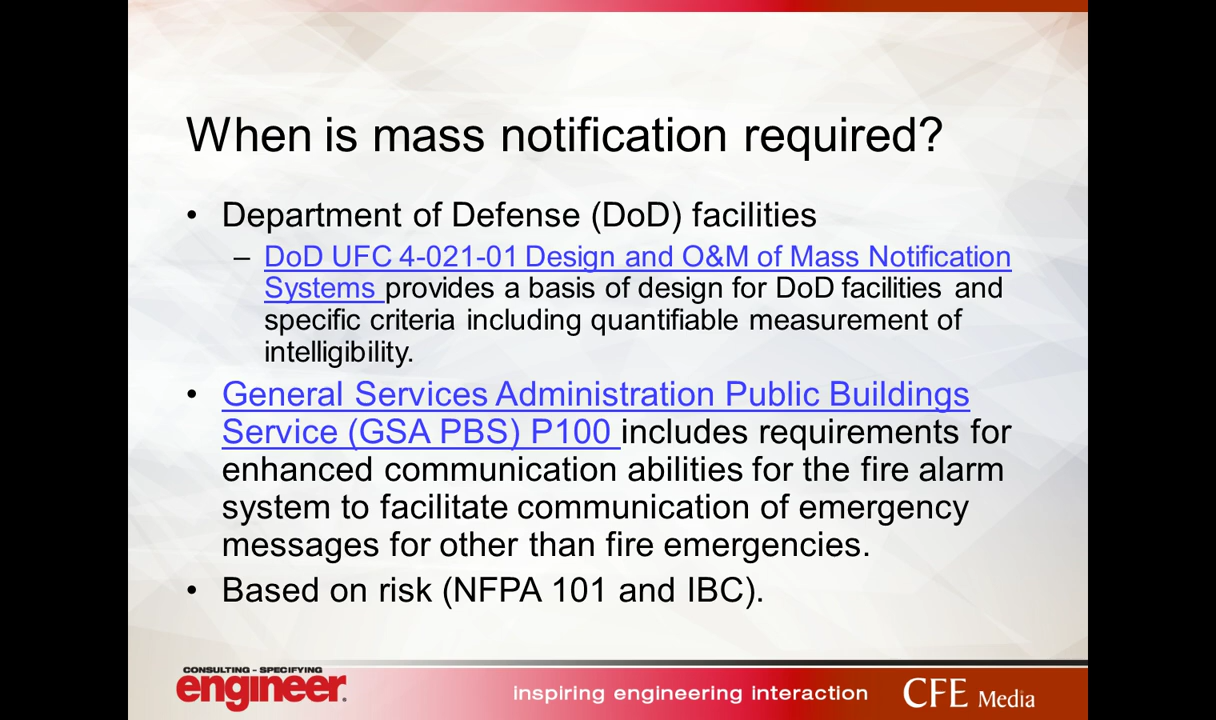 When is mass notification required?
• Department of Defense (DoD) facilities
– DoD UFC 4-021-01 Design and O&M of Mass Notification
Systems provides a basis of design for DoD facilities and
specific criteria including quantifiable measurement of
intelligibility.
• General Services Administration Public Buildings
Service (GSA PBS) P100 includes requirements for
enhanced communication abilities for the fire alarm
system to facilitate communication of emergency
messages for other than fire emergencies.
• Based on risk (NFPA 101 and IBC).
CONSULTING - SPECIFYING
engineer.
inspiring engineering interaction
CFE Media